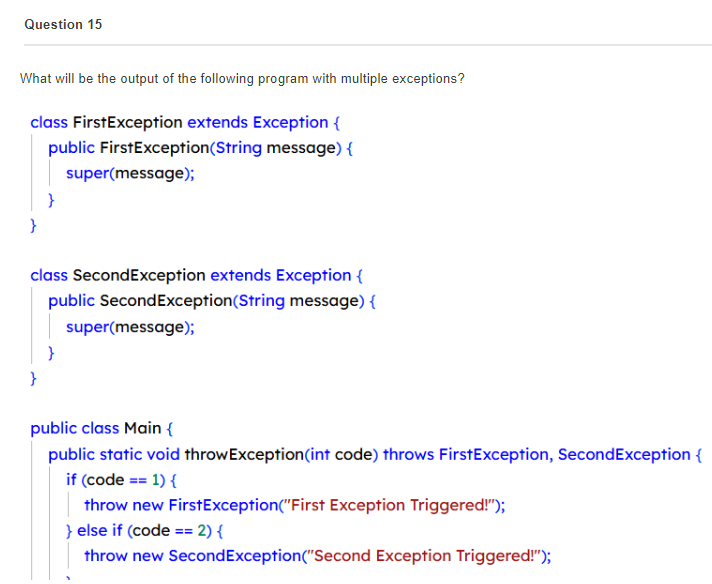 Question 15
What will be the output of the following program with multiple exceptions?
class FirstException extends Exception {
public FirstException(String message) {
super(message);
}
}
class SecondException extends Exception {
public SecondException(String message) {
super(message);
}
}
public class Main {
public static void throwException(int code) throws FirstException, SecondException {
if (code == 1) {
throw new FirstException("First Exception Triggered!");
} else if (code == 2) {
throw new SecondException("Second Exception Triggered!");